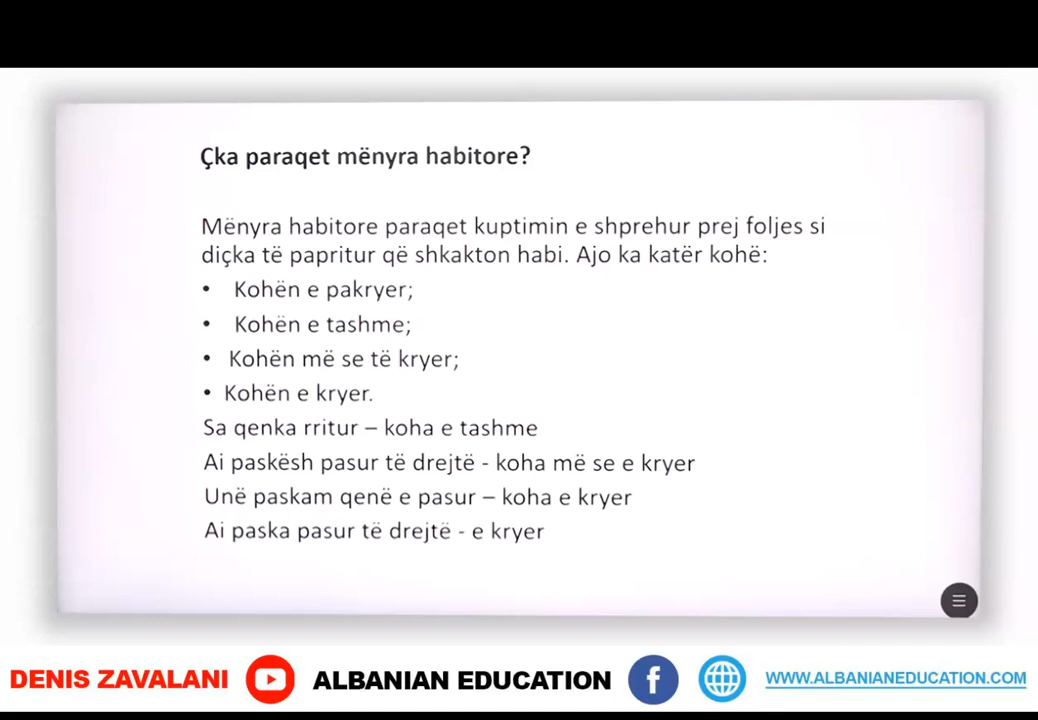 Çka paraqet mënyra habitore?
Mënyra habitore paraqet kuptimin e shprehur prej foljes si
diçka të papritur që shkakton habi. Ajo ka katër kohë:
• Kohën e pakryer;
• Kohën e tashme;
• Kohën më se të kryer;
• Kohën e kryer.
Sa qenka rritur – koha e tashme
Ai paskësh pasur të drejtë - koha më se e kryer
Unë paskam qenë e pasur – koha e kryer
Ai paska pasur të drejtë - e kryer
DENIS ZAVALANI ALBANIAN EDUCATION f WWW.ALBANIANEDUCATION.COM